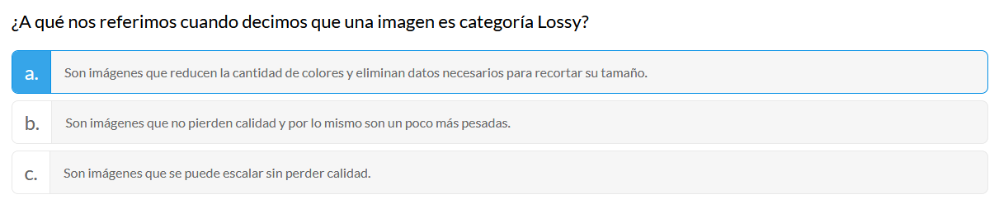 ¿A qué nos referimos cuando decimos que una imagen es categoría Lossy?
a. Son imágenes que reducen la cantidad de colores y eliminan datos necesarios para recortar su tamaño.
b. Son imágenes que no pierden calidad y por lo mismo son un poco más pesadas.
c. Son imágenes que se puede escalar sin perder calidad.